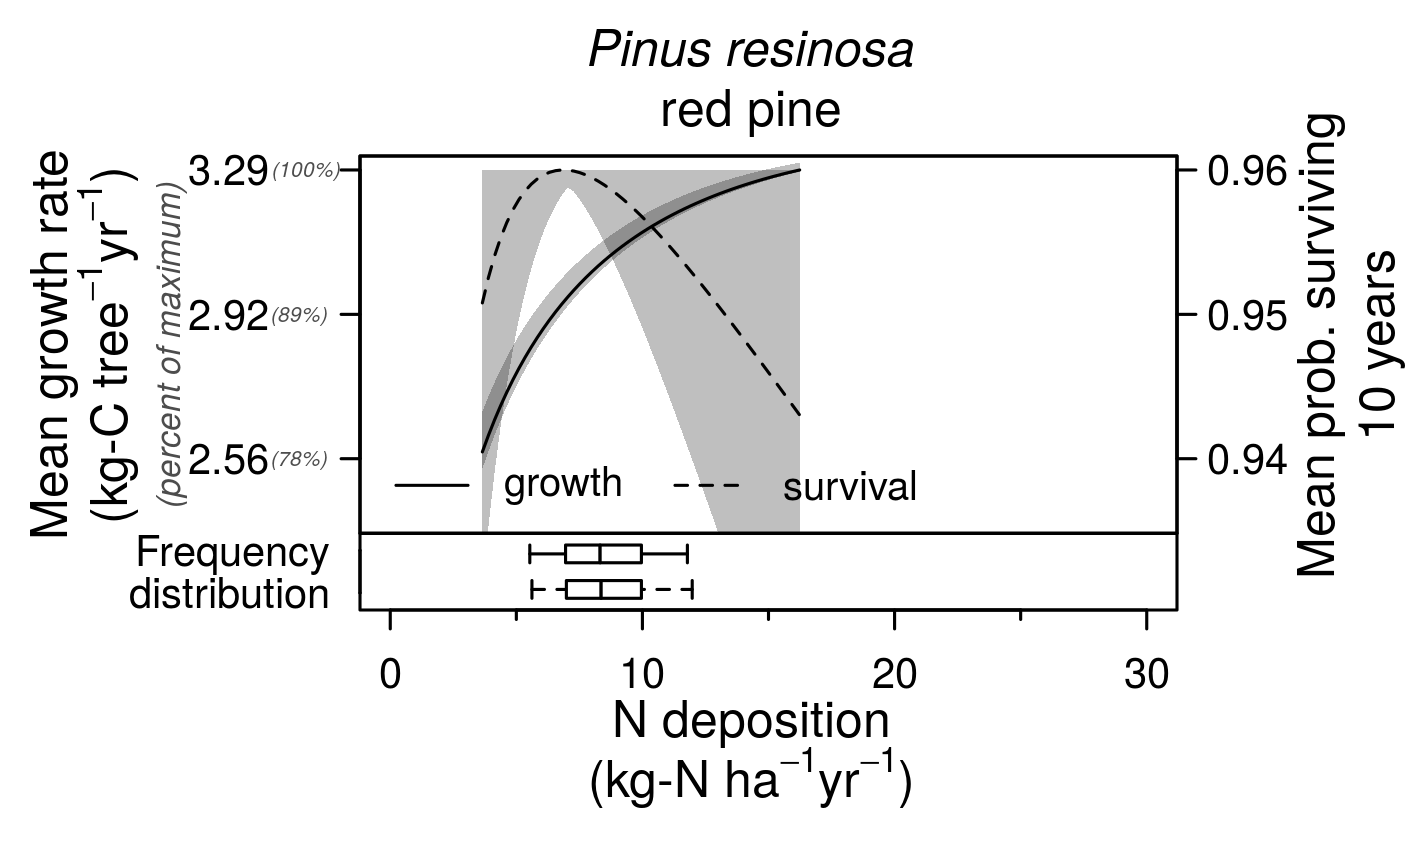 Pinus resinosa
red pine
Mean growth rate
(kg-C tree⁻¹yr⁻¹)
(percent of maximum)
3.29 (100%)
2.92 (89%)
2.56 (78%)
0.96
0.95
0.94
Mean prob. surviving
10 years
growth
survival
Frequency
distribution
0 10 20 30
N deposition
(kg-N ha⁻¹yr⁻¹)